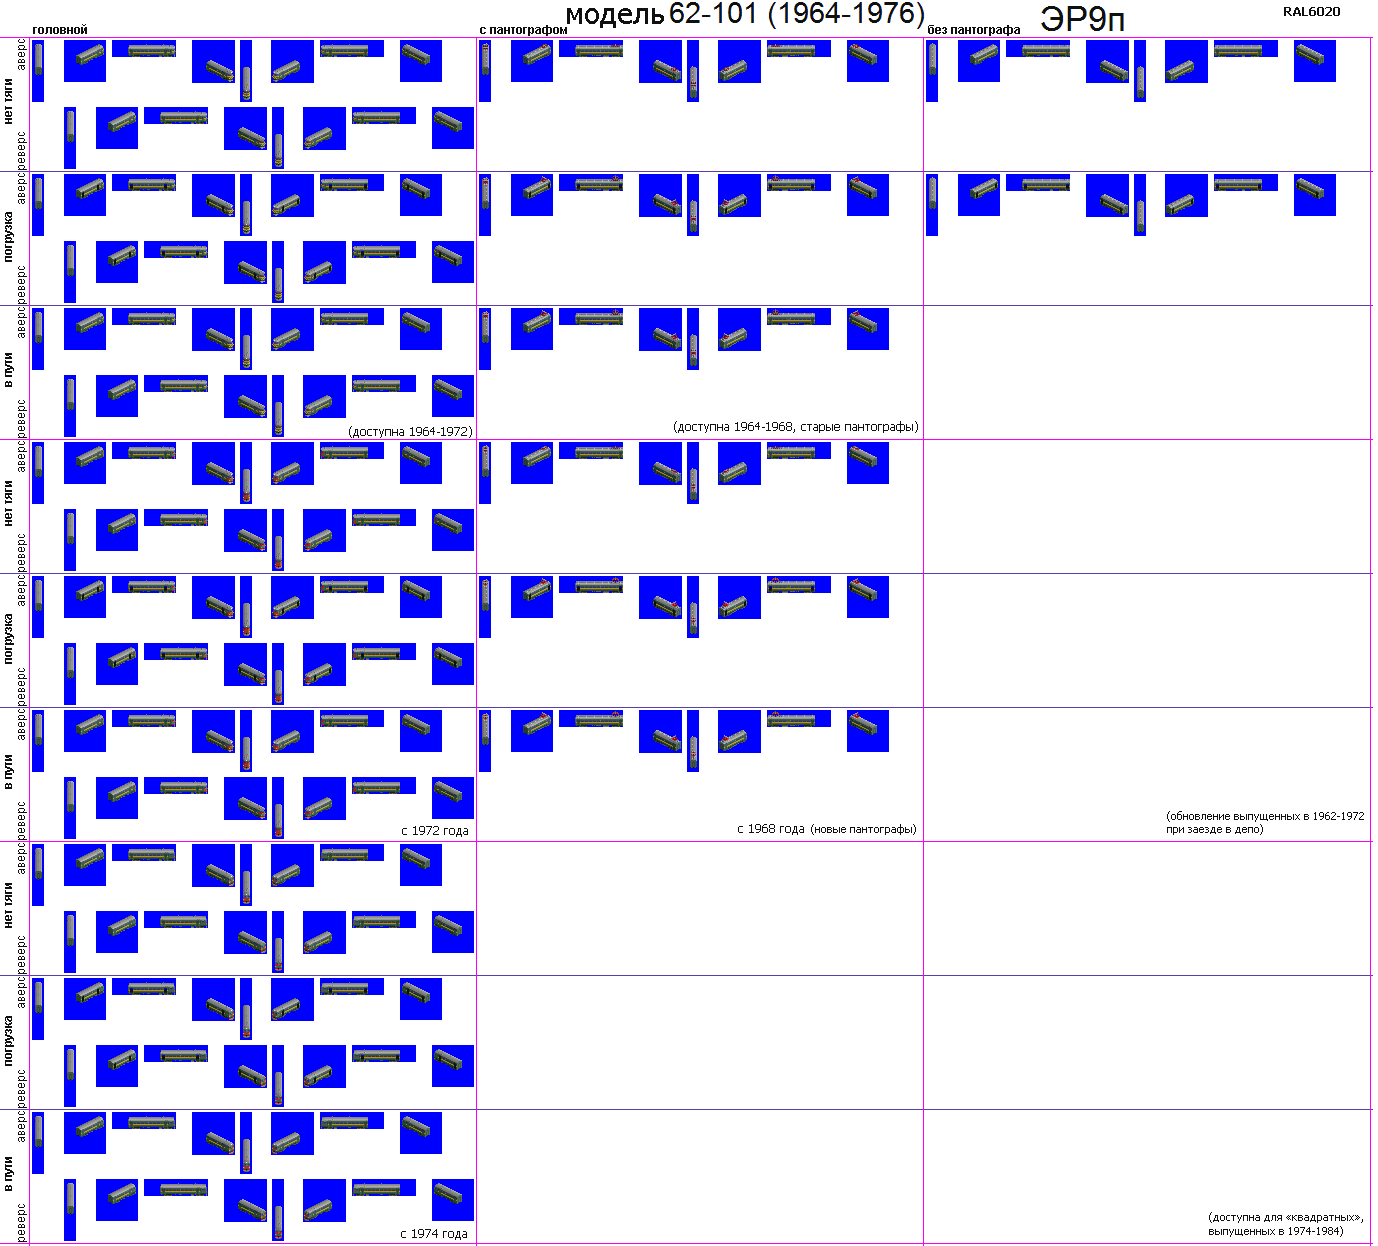 модель 62-101 (1964-1976)
ЭР9п
RAL6020
головной
с пантографом
без пантографа
нет тяги
аверс
реверс
погрузка
аверс
реверс
в пути
аверс
реверс
(доступна 1964-1972)
(доступна 1964-1968, старые пантографы)
нет тяги
аверс
реверс
погрузка
аверс
реверс
в пути
аверс
реверс
с 1972 года
с 1968 года (новые пантографы)
(обновление выпущенных в 1962-1972
при заезде в депо)
нет тяги
аверс
реверс
погрузка
аверс
реверс
в пути
аверс
реверс
с 1974 года
(доступна для «квадратных»,
выпущенных в 1974-1984)